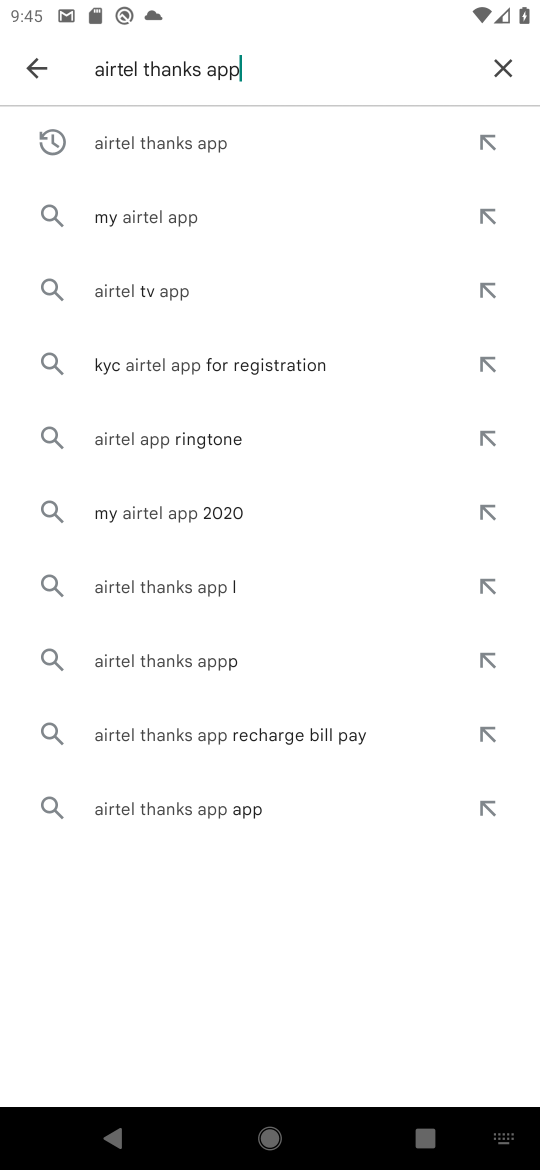 9:45
airtel thanks app
airtel thanks app
my airtel app
airtel tv app
kyc airtel app for registration
airtel app ringtone
my airtel app 2020
airtel thanks app l
airtel thanks appp
airtel thanks app recharge bill pay
airtel thanks app app